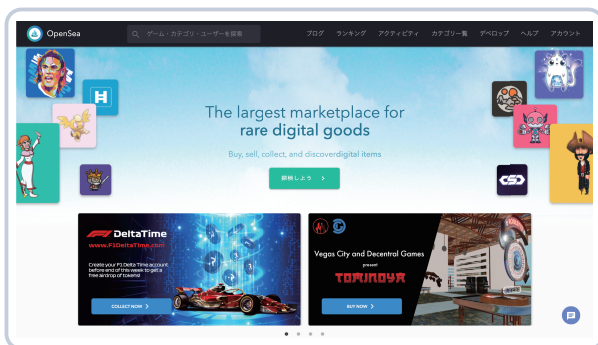 OpenSea
ゲーム・カテゴリ・ユーザーを検索
ブログ ランキング アクティビティ カテゴリ一覧 デベロップ ヘルプ アカウント
The largest marketplace for
rare digital goods
Buy, sell, collect, and discoverdigital items
探検しよう >
DeltaTime
www.F1DeltaTime.com
Create your F1 Delta Time account
before end of this week to get a
free airdrop of tokens!
COLLECT NOW >
Vegas City and Decentral Games
present
TOMINOYA
BUY NOW >